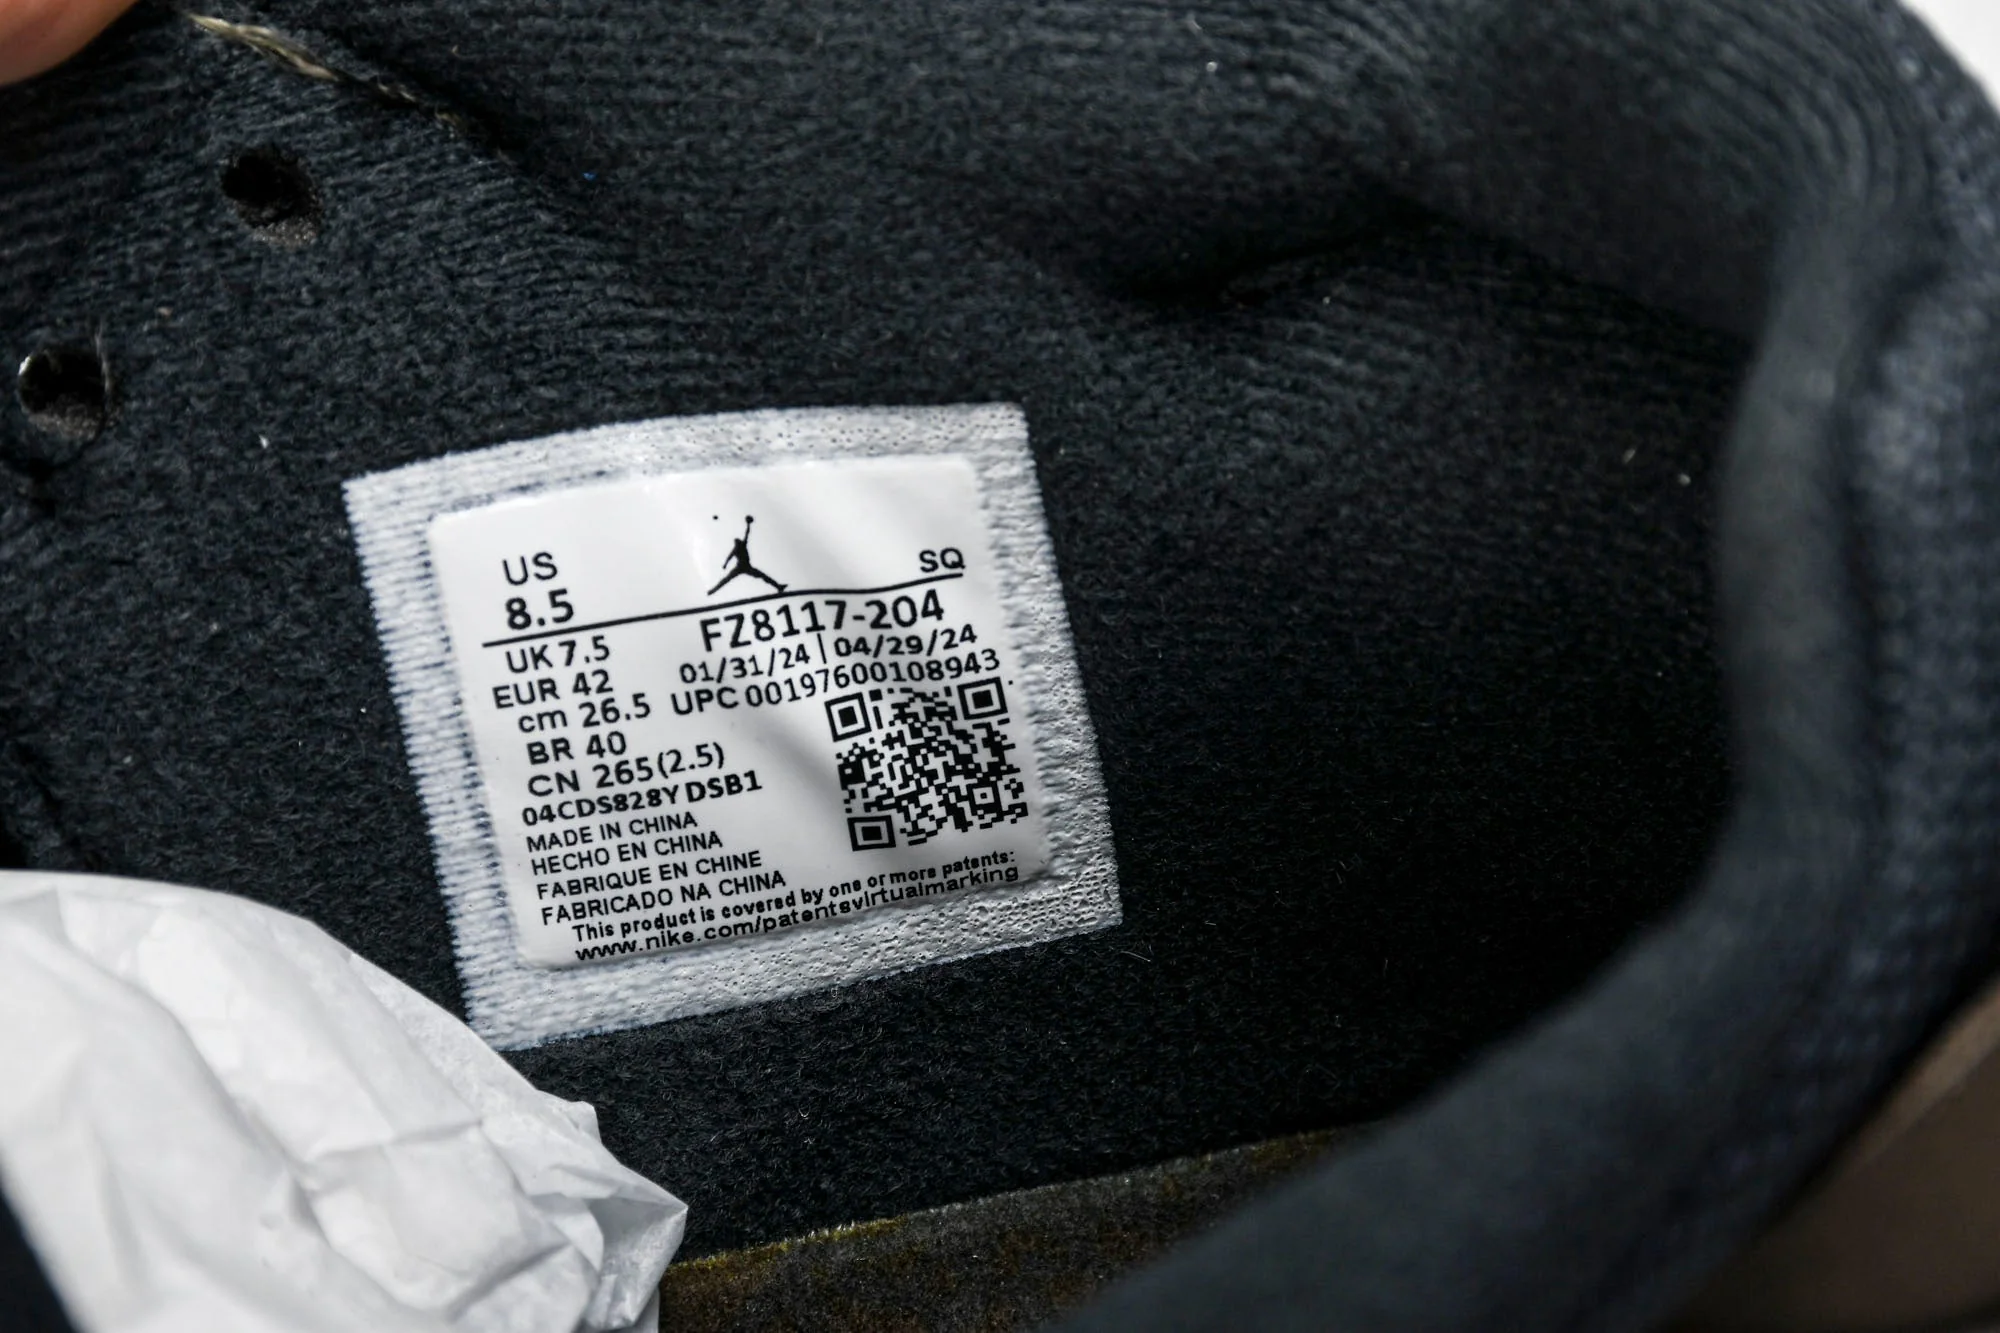 US
8.5
SQ
FZ8117-204
01/31/24 | 04/29/24
UPC 00197600108943
UK 7.5
EUR 42
cm 26.5
BR 40
CN 265(2.5)
04CDS828Y DSB1
MADE IN CHINA
HECHO EN CHINA
FABRIQUE EN CHINE
FABRICADO NA CHINA
This product is covered by one or more patents:
www.nike.com/patentsvirtualmarking